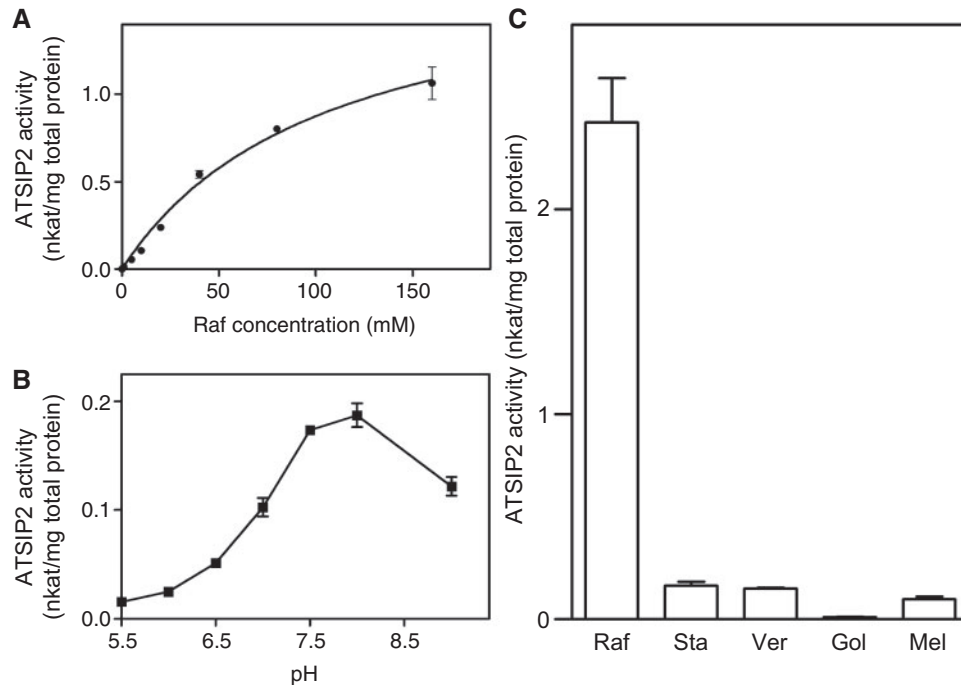 A
ATSIP2 activity
(nkat/mg total protein)
1.0
0.5
0.0
0 50 100 150
Raf concentration (mM)
B
ATSIP2 activity
(nkat/mg total protein)
0.2
0.1
0.0
5.5 6.5 7.5 8.5
pH
C
ATSIP2 activity (nkat/mg total protein)
2
1
0
Raf Sta Ver Gol Mel